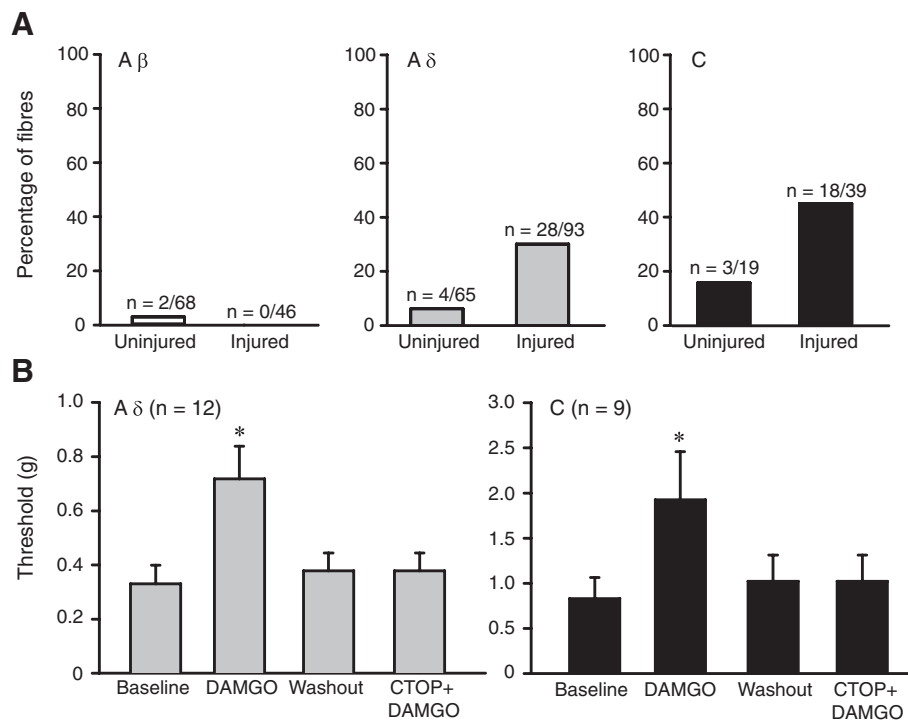 A
Percentage of fibres
A β
100
80
60
40
20
0
n = 2/68
n = 0/46
Uninjured
Injured
A δ
100
80
60
40
20
0
n = 4/65
n = 28/93
Uninjured
Injured
C
100
80
60
40
20
0
n = 3/19
n = 18/39
Uninjured
Injured
B
Threshold (g)
A δ (n = 12)
1.0
0.8
0.6
0.4
0.2
0
*
Baseline
DAMGO
Washout
CTOP+
DAMGO
C (n = 9)
3.0
2.5
2.0
1.5
1.0
0.5
0
*
Baseline
DAMGO
Washout
CTOP+
DAMGO